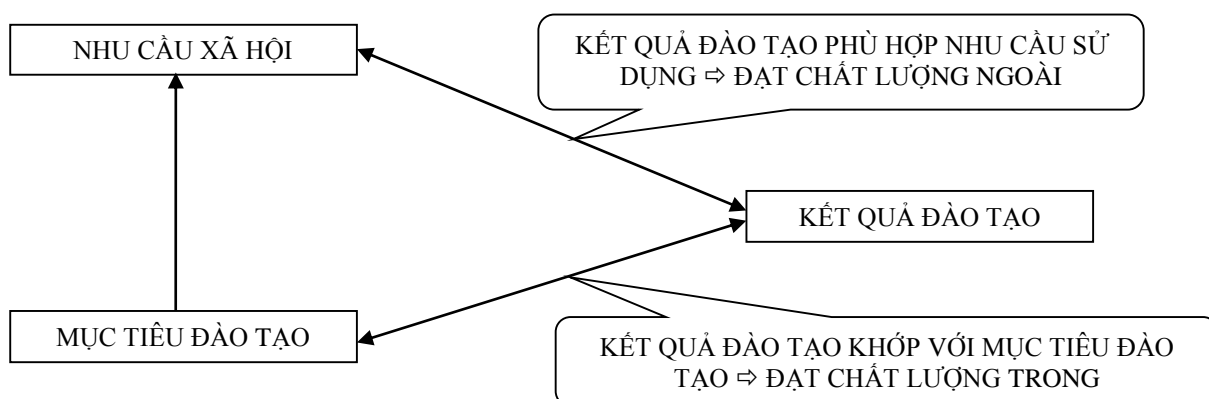 NHU CẦU XÃ HỘI
KẾT QUẢ ĐÀO TẠO PHÙ HỢP NHU CẦU SỬ
DỤNG ⇨ ĐẠT CHẤT LƯỢNG NGOÀI
KẾT QUẢ ĐÀO TẠO
MỤC TIÊU ĐÀO TẠO
KẾT QUẢ ĐÀO TẠO KHỚP VỚI MỤC TIÊU ĐÀO
TẠO ⇨ ĐẠT CHẤT LƯỢNG TRONG